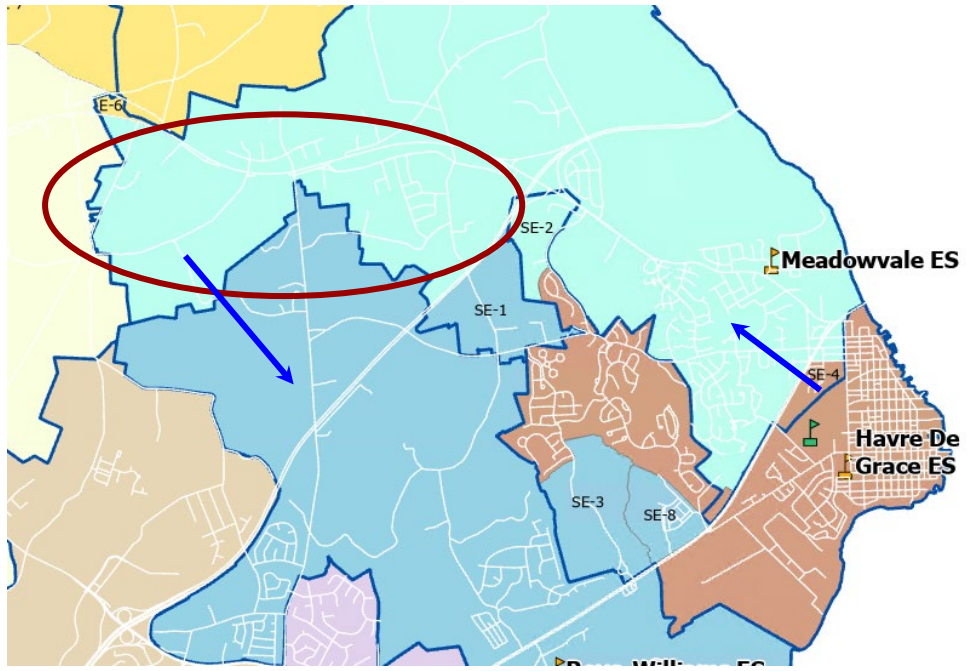 E-6
SE-2
Meadowvale ES
SE-1
SE-4
Havre De
Grace ES
SE-3
SE-8